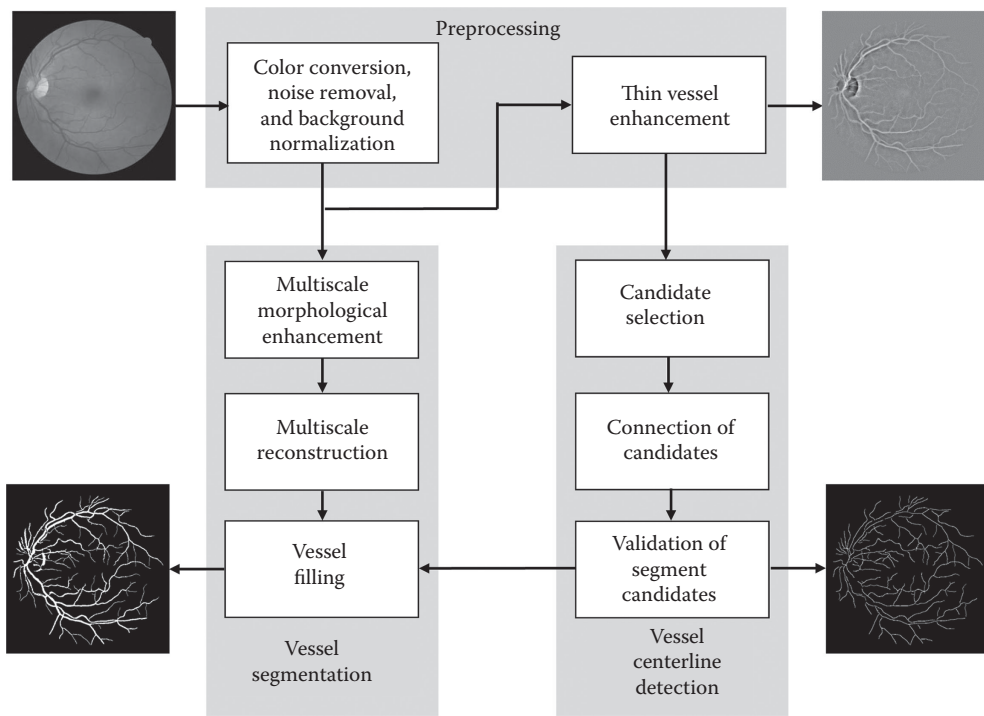 Preprocessing
Color conversion,
noise removal,
and background
normalization
Thin vessel
enhancement
Multiscale
morphological
enhancement
Candidate
selection
Multiscale
reconstruction
Connection of
candidates
Vessel
filling
Validation of
segment
candidates
Vessel
segmentation
Vessel
centerline
detection